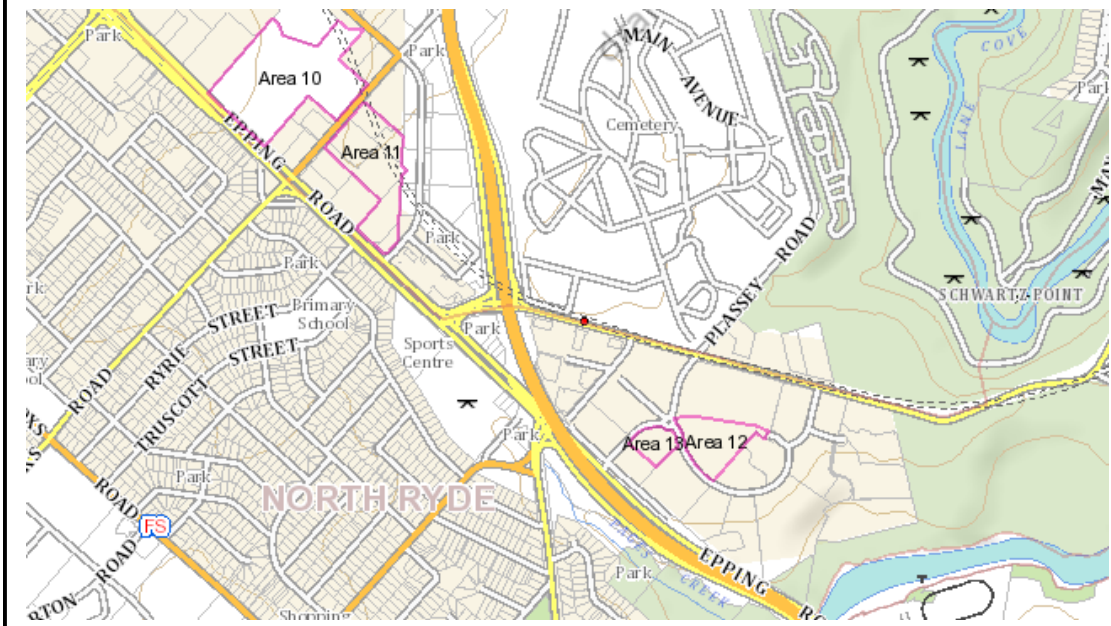 MAIN
AVENUE
COVE
Park
Park
Area 10
Park
Cemetery
LANE
EPPING
ROAD
Area 11
Park
PLASSEY ROAD
SCHWARTZ POINT
Park
Primary
School
RYRIE STREET
TRUSCOTT STREET
Park
Sports
Centre
ROAD
Area 13
Area 12
Park
Park
NORTH RYDE
ROAD
FS
ROAD
EPPING
CREEK
Park
Shopping